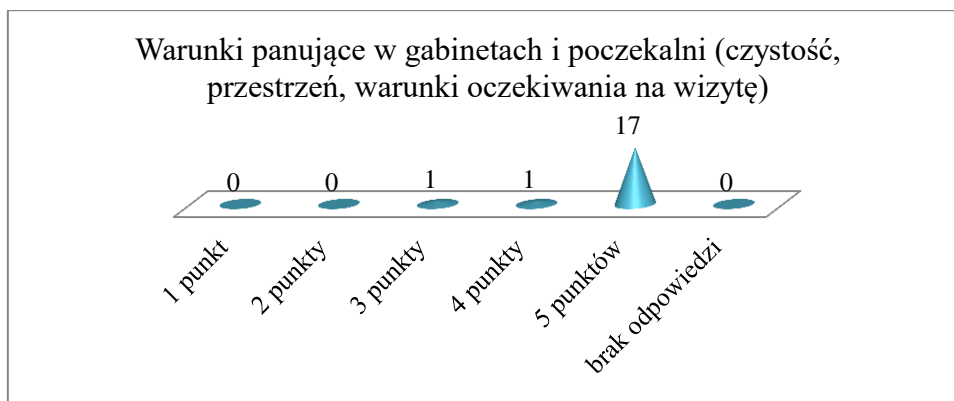 Warunki panujące w gabinetach i poczekalni (czystość,
przestrzeń, warunki oczekiwania na wizytę)
0
0
1
1
17
0
1 punkt
2 punkty
3 punkty
4 punkty
5 punktów
brak odpowiedzi